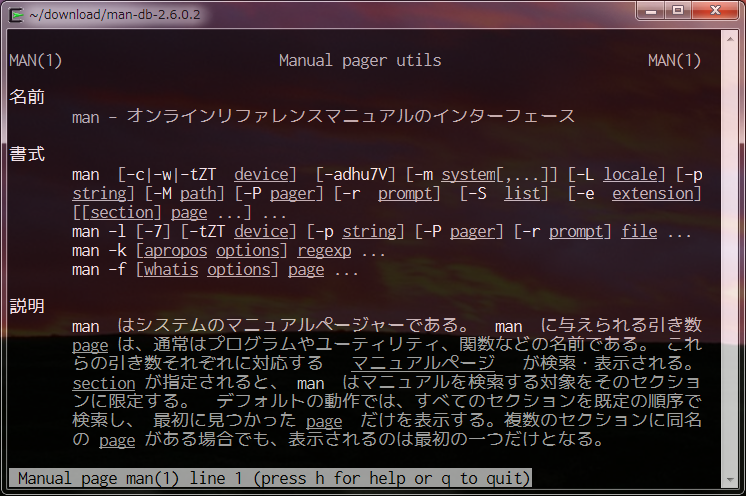 ~/download/man-db-2.6.0.2
MAN(1) Manual pager utils MAN(1)
名前
man - オンラインリファレンスマニュアルのインターフェース
書式
man [-c|-w|-tZT device] [-adhu7V] [-m system[,...]] [-L locale] [-p
string] [-M path] [-P pager] [-r prompt] [-S list] [-e extension]
[[section] page ...] ...
man -l [-7] [-tZT device] [-p string] [-P pager] [-r prompt] file ...
man -k [apropos options] regexp ...
man -f [whatis options] page ...
説明
man はシステムのマニュアルページャーである。 man に与えられる引き数
page は、通常はプログラムやユーティリティ、関数などの名前である。 これ
らの引き数それぞれに対応する マニュアルページ が検索・表示される。
section が指定されると、 man はマニュアルを検索する対象をそのセクショ
ンに限定する。 デフォルトの動作では、すべてのセクションを既定の順序で
検索し、 最初に見つかった page だけを表示する。複数のセクションに同名
の page がある場合でも、表示されるのは最初の一つだけとなる。
Manual page man(1) line 1 (press h for help or q to quit)